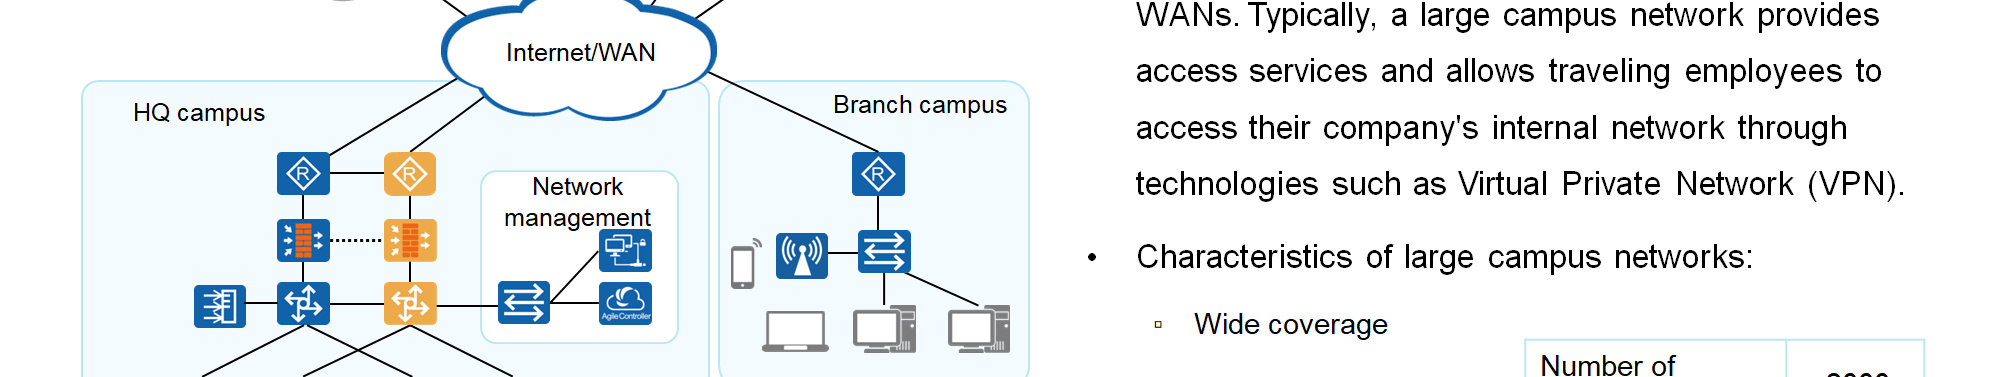 Internet/WAN
HQ campus
Branch campus
R
R
R
Network
management
AgileController
WANs. Typically, a large campus network provides
access services and allows traveling employees to
access their company's internal network through
technologies such as Virtual Private Network (VPN).
• Characteristics of large campus networks:
▫ Wide coverage
Number of